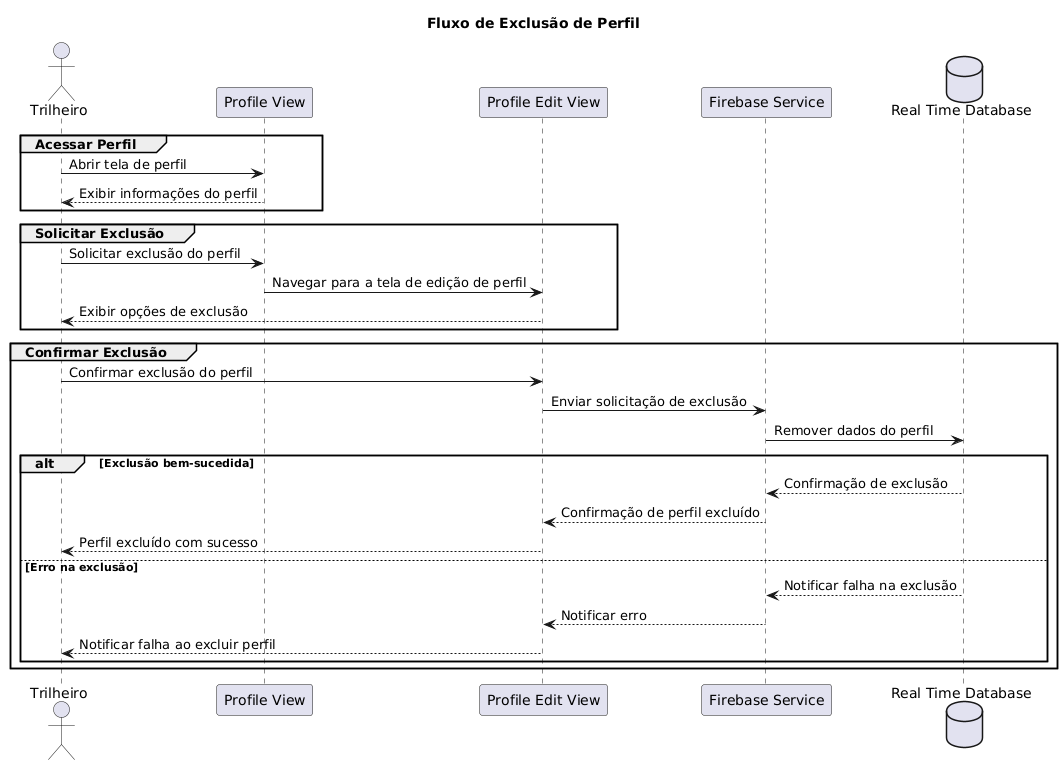 Fluxo de Exclusão de Perfil
Trilheiro
Profile View
Profile Edit View
Firebase Service
Real Time Database
Acessar Perfil
Abrir tela de perfil
Exibir informações do perfil
Solicitar Exclusão
Solicitar exclusão do perfil
Navegar para a tela de edição de perfil
Exibir opções de exclusão
Confirmar Exclusão
Confirmar exclusão do perfil
Enviar solicitação de exclusão
Remover dados do perfil
alt
[Exclusão bem-sucedida]
Confirmação de exclusão
Confirmação de perfil excluído
Perfil excluído com sucesso
[Erro na exclusão]
Notificar falha na exclusão
Notificar erro
Notificar falha ao excluir perfil
Trilheiro
Profile View
Profile Edit View
Firebase Service
Real Time Database